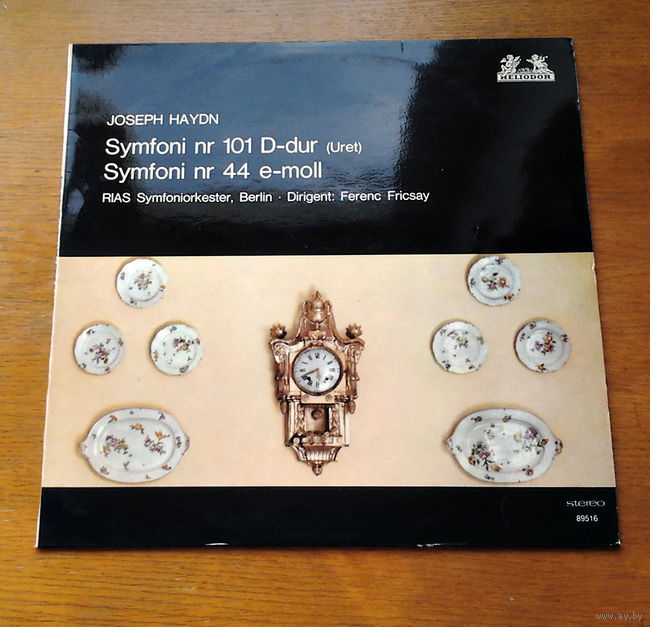 HELIODOR
JOSEPH HAYDN
Symfoni nr 101 D-dur (Uret)
Symfoni nr 44 e-moll
RIAS Symfoniorkester, Berlin · Dirigent: Ferenc Fricsay
stereo
89516
www.ay.by